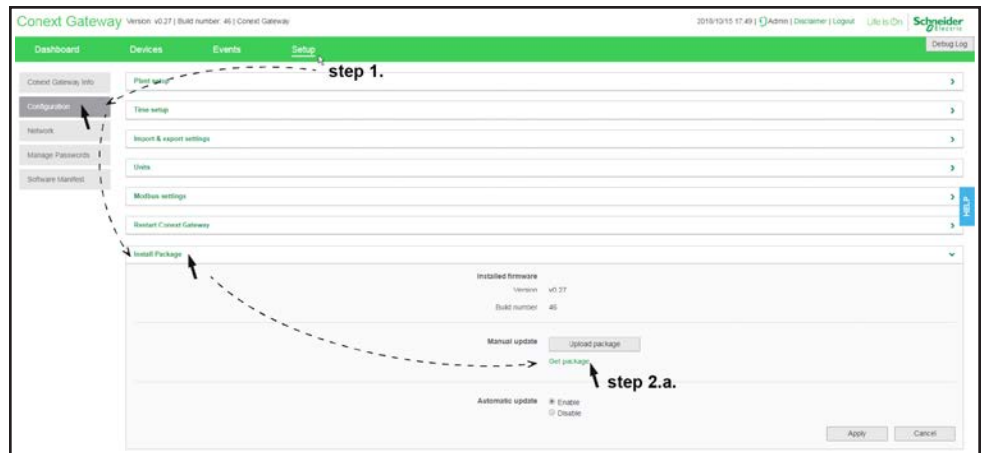 Conext Gateway Version: v0.27 | Build number: 46 | Conext Gateway
2018/10/15 17:49 | Admin | Disclaimer | Logout Life Is On Schneider Electric
Dashboard Devices Events Setup Debug Log
step 1.
Conext Gateway Info
Configuration
Network
Manage Passwords
Software Manifest
Plant setup
Time setup
Import & export settings
Units
Modbus settings
Restart Conext Gateway
Install Package
HELP
Installed firmware
Version v0.27
Build number 46
Manual update Upload package
Get package
step 2.a.
Automatic update Enable
Disable
Apply Cancel